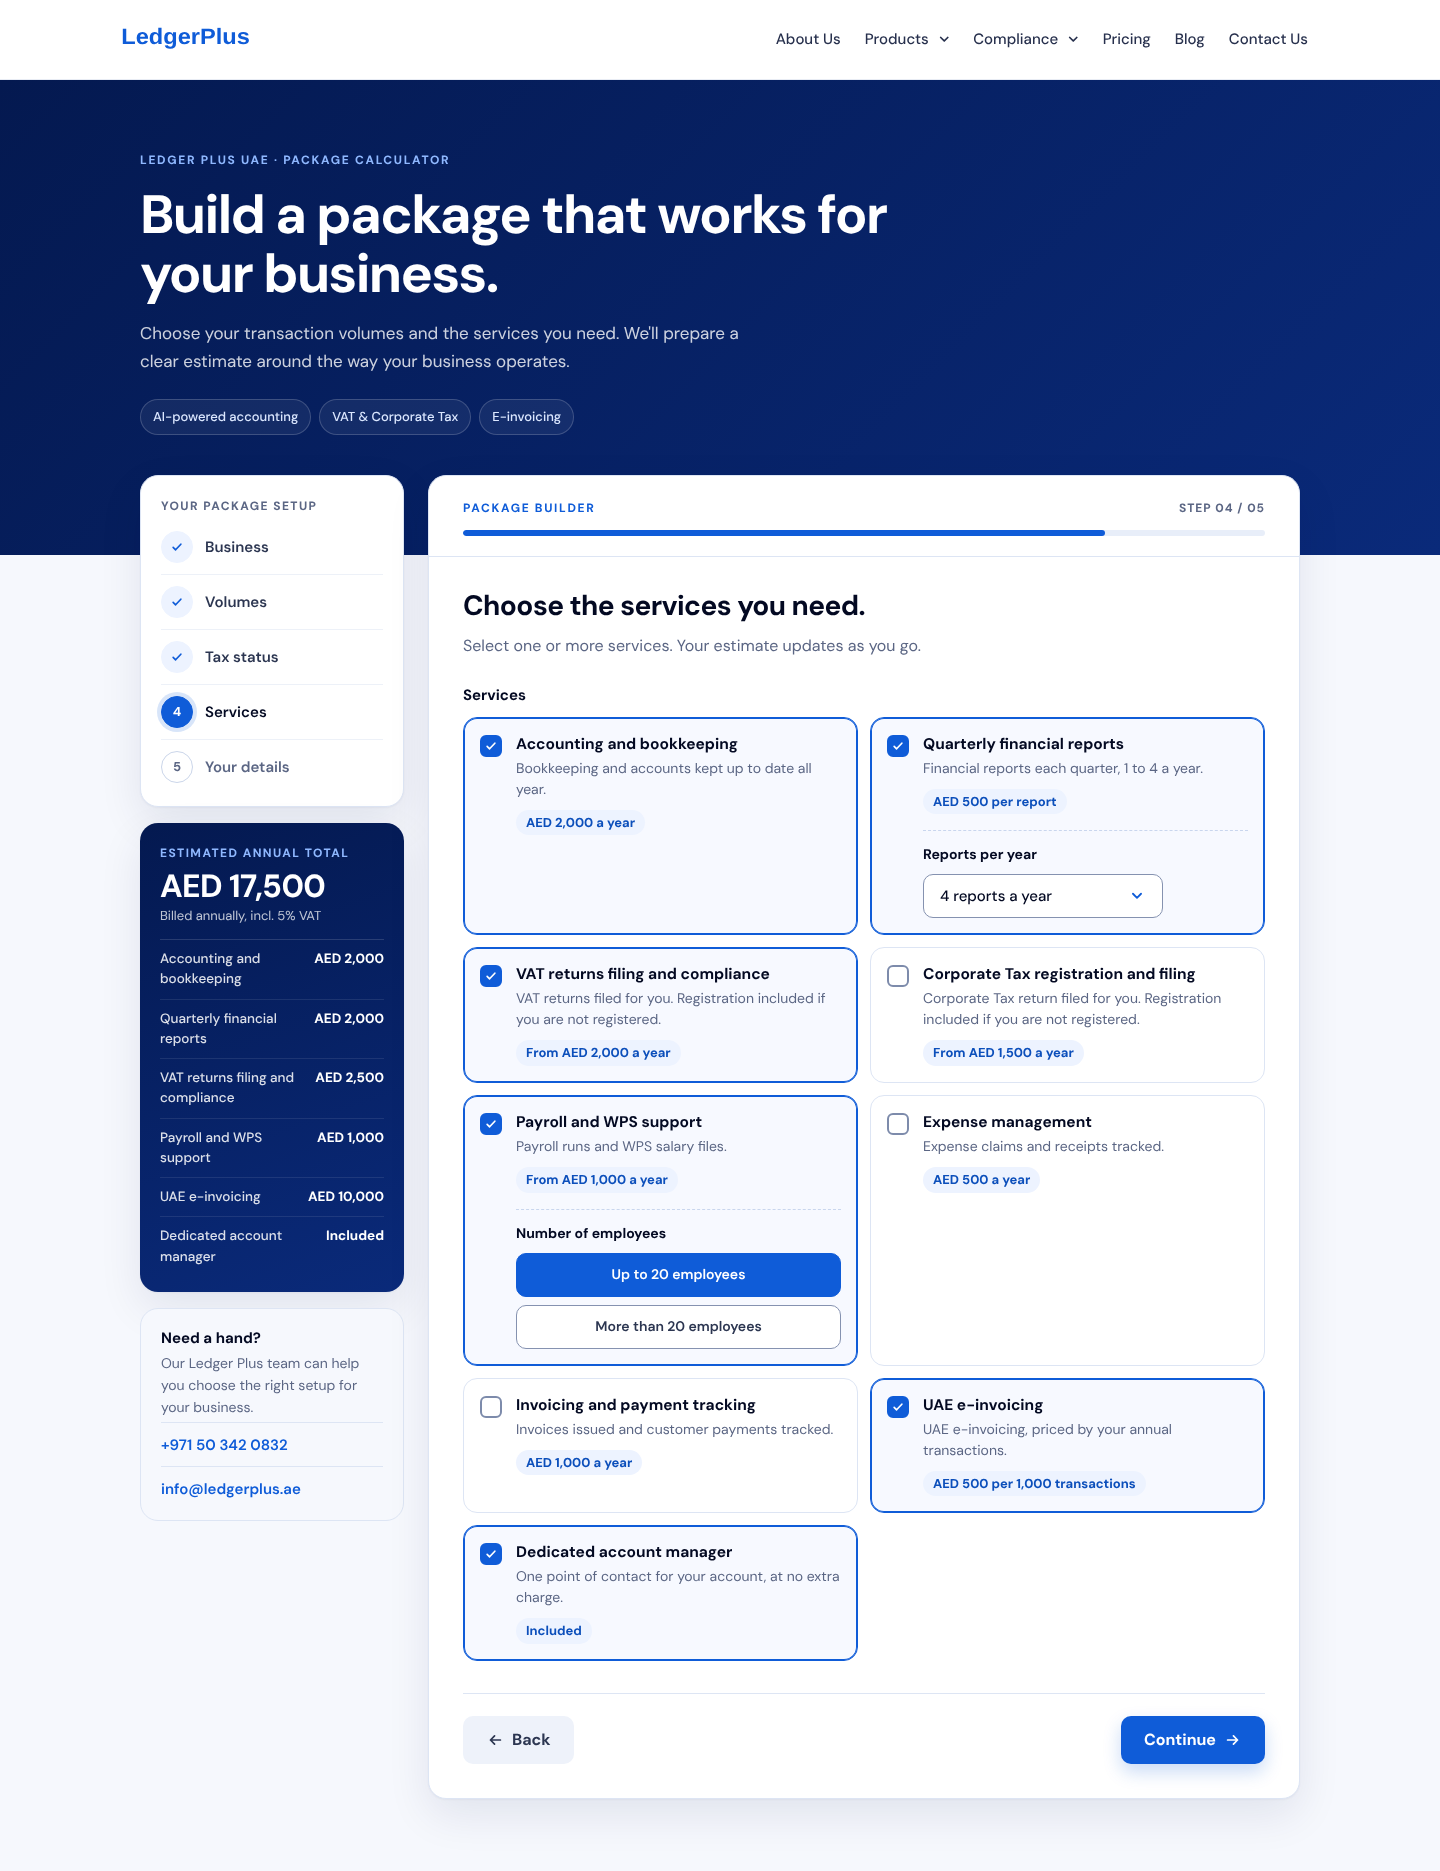 LedgerPlus
About Us
Products
Compliance
Pricing
Blog
Contact Us
LEDGER PLUS UAE · PACKAGE CALCULATOR
Build a package that works for
your business.
Choose your transaction volumes and the services you need. We'll prepare a
clear estimate around the way your business operates.
AI-powered accounting
VAT & Corporate Tax
E-invoicing
YOUR PACKAGE SETUP
Business
Volumes
Tax status
4 Services
5 Your details
ESTIMATED ANNUAL TOTAL
AED 17,500
Billed annually, incl. 5% VAT
Accounting and AED 2,000
bookkeeping
Quarterly financial AED 2,000
reports
VAT returns filing and AED 2,500
compliance
Payroll and WPS AED 1,000
support
UAE e-invoicing AED 10,000
Dedicated account Included
manager
Need a hand?
Our Ledger Plus team can help
you choose the right setup for
your business.
+971 50 342 0832
info@ledgerplus.ae
PACKAGE BUILDER
STEP 04 / 05
Choose the services you need.
Select one or more services. Your estimate updates as you go.
Services
Accounting and bookkeeping
Bookkeeping and accounts kept up to date all
year.
AED 2,000 a year
Quarterly financial reports
Financial reports each quarter, 1 to 4 a year.
AED 500 per report
Reports per year
4 reports a year
VAT returns filing and compliance
VAT returns filed for you. Registration included if
you are not registered.
From AED 2,000 a year
Corporate Tax registration and filing
Corporate Tax return filed for you. Registration
included if you are not registered.
From AED 1,500 a year
Payroll and WPS support
Payroll runs and WPS salary files.
From AED 1,000 a year
Number of employees
Up to 20 employees
More than 20 employees
Expense management
Expense claims and receipts tracked.
AED 500 a year
Invoicing and payment tracking
Invoices issued and customer payments tracked.
AED 1,000 a year
UAE e-invoicing
UAE e-invoicing, priced by your annual
transactions.
AED 500 per 1,000 transactions
Dedicated account manager
One point of contact for your account, at no extra
charge.
Included
Back
Continue